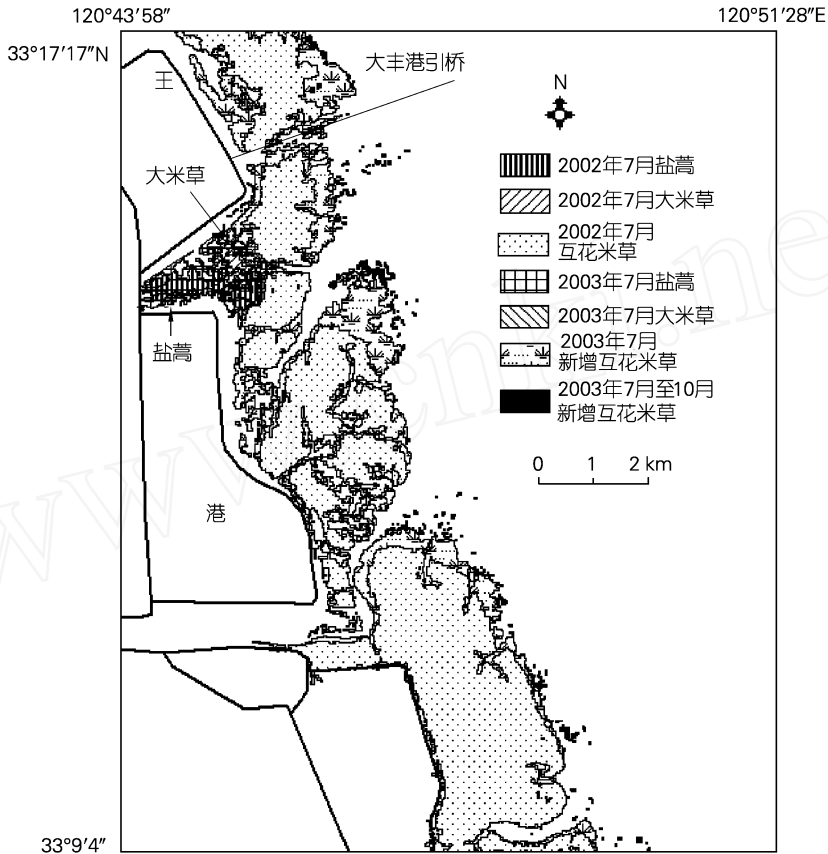 120°43′58″
120°51′28″E
33°17′17″N
王
大丰港引桥
N
大米草
2002年7月盐蒿
2002年7月大米草
2002年7月
互花米草
2003年7月盐蒿
2003年7月大米草
2003年7月
新增互花米草
2003年7月至10月
新增互花米草
盐蒿
0 1 2 km
港
33°9′4″